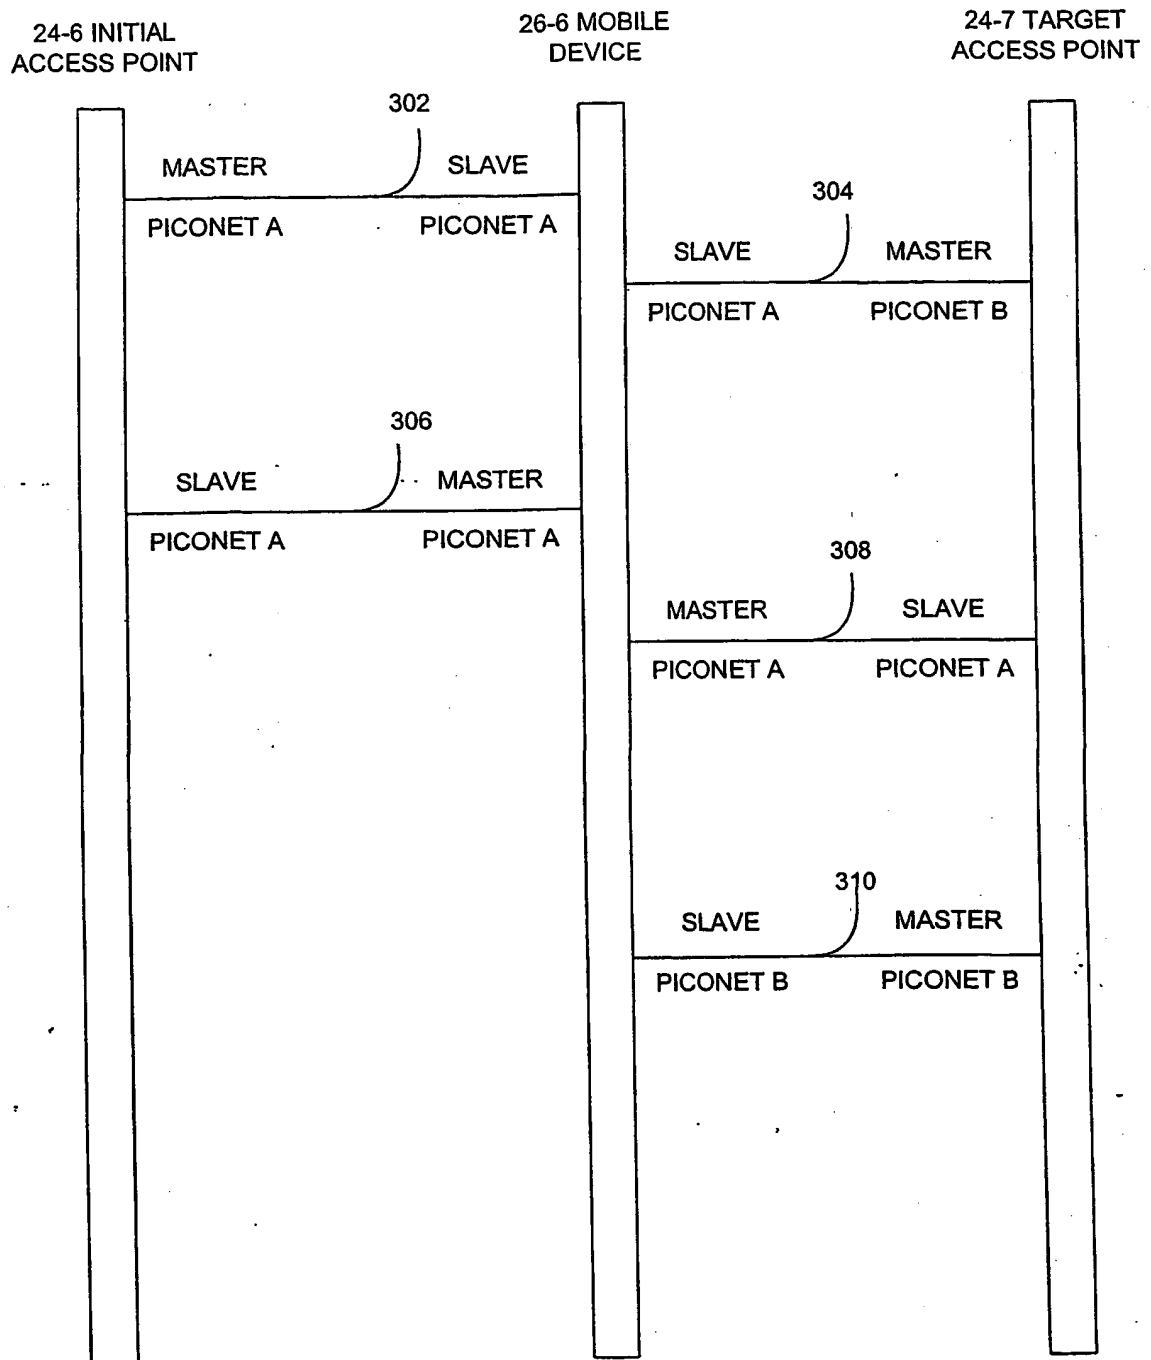 24-6 INITIAL
ACCESS POINT
26-6 MOBILE
DEVICE
24-7 TARGET
ACCESS POINT
302
MASTER SLAVE
PICONET A PICONET A
304
SLAVE MASTER
PICONET A PICONET B
306
SLAVE MASTER
PICONET A PICONET A
308
MASTER SLAVE
PICONET A PICONET A
310
SLAVE MASTER
PICONET B PICONET B